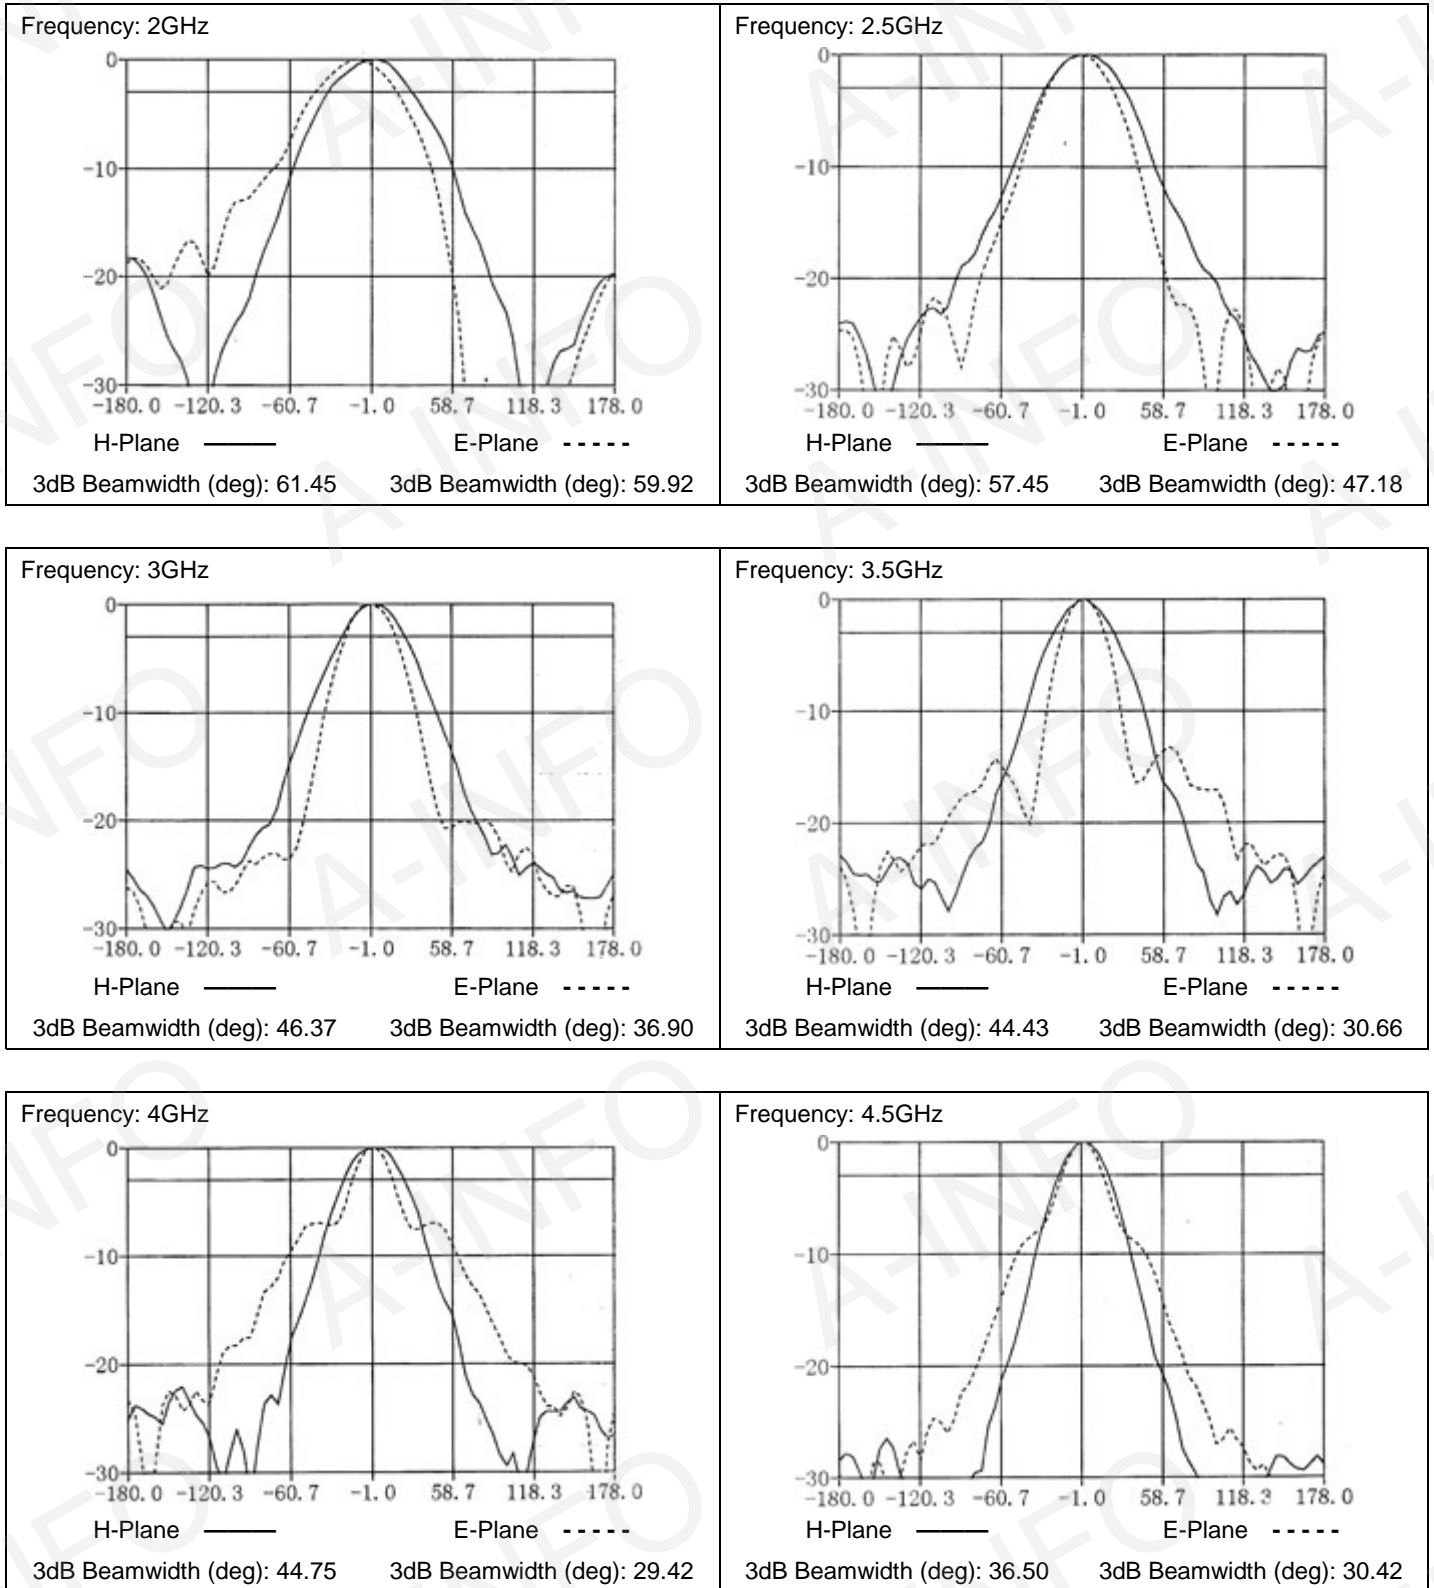 Frequency: 2GHz
0
-10
-20
-30
-180.0 -120.3 -60.7 -1.0 58.7 118.3 178.0
H-Plane E-Plane
3dB Beamwidth (deg): 61.45 3dB Beamwidth (deg): 59.92
Frequency: 2.5GHz
0
-10
-20
-30
-180.0 -120.3 -60.7 -1.0 58.7 118.3 178.0
H-Plane E-Plane
3dB Beamwidth (deg): 57.45 3dB Beamwidth (deg): 47.18
Frequency: 3GHz
0
-10
-20
-30
-180.0 -120.3 -60.7 -1.0 58.7 118.3 178.0
H-Plane E-Plane
3dB Beamwidth (deg): 46.37 3dB Beamwidth (deg): 36.90
Frequency: 3.5GHz
0
-10
-20
-30
-180.0 -120.3 -60.7 -1.0 58.7 118.3 178.0
H-Plane E-Plane
3dB Beamwidth (deg): 44.43 3dB Beamwidth (deg): 30.66
Frequency: 4GHz
0
-10
-20
-30
-180.0 -120.3 -60.7 -1.0 58.7 118.3 178.0
H-Plane E-Plane
3dB Beamwidth (deg): 44.75 3dB Beamwidth (deg): 29.42
Frequency: 4.5GHz
0
-10
-20
-30
-180.0 -120.3 -60.7 -1.0 58.7 118.3 178.0
H-Plane E-Plane
3dB Beamwidth (deg): 36.50 3dB Beamwidth (deg): 30.42
A-INFO